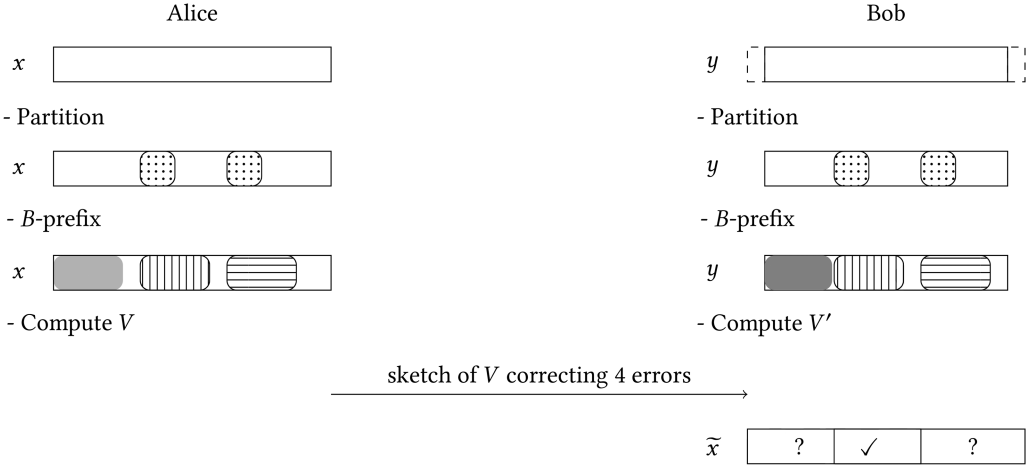 Alice Bob
x y
- Partition - Partition
x y
- B-prefix - B-prefix
x y
- Compute V - Compute V′
sketch of V correcting 4 errors
x̃ ? ✓ ?